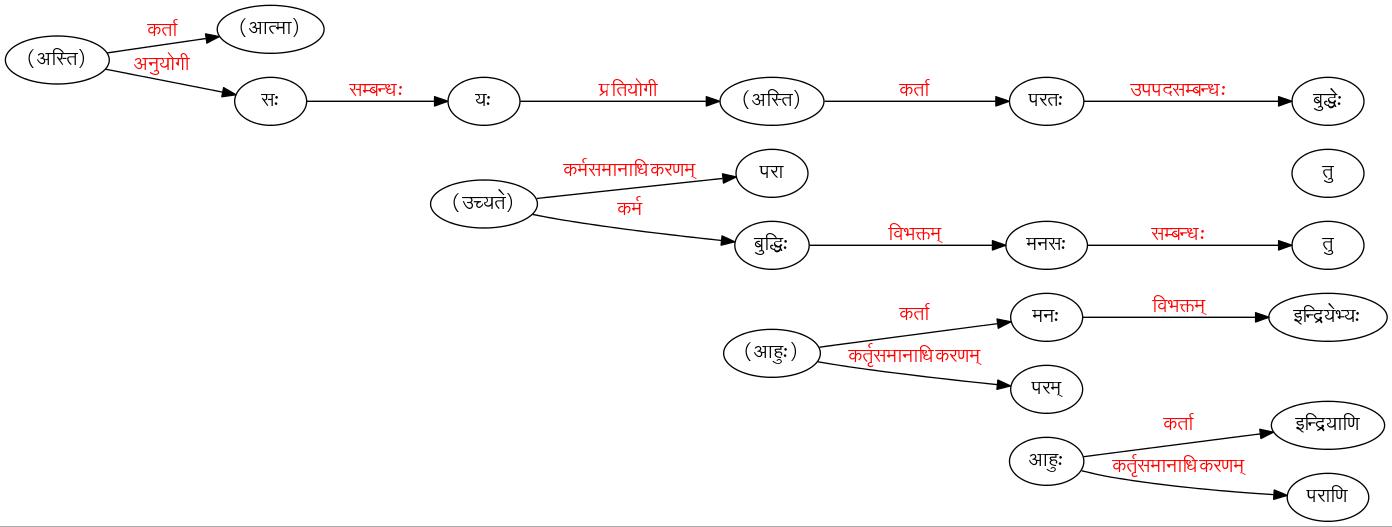 कर्ता (आत्मा)
(अस्ति) अनुयोगी
सः सम्बन्धः यः प्रतियोगी (अस्ति) कर्ता परतः उपपदसम्बन्धः बुद्धेः
कर्मसमानाधिकरणम् परा तु
(उच्यते) कर्म
बुद्धिः विभक्तम् मनसः सम्बन्धः तु
कर्ता मनः विभक्तम् इन्द्रियेभ्यः
(आहुः) कर्तृसमानाधिकरणम्
परम्
कर्ता इन्द्रियाणि
आहुः कर्तृसमानाधिकरणम्
पराणि